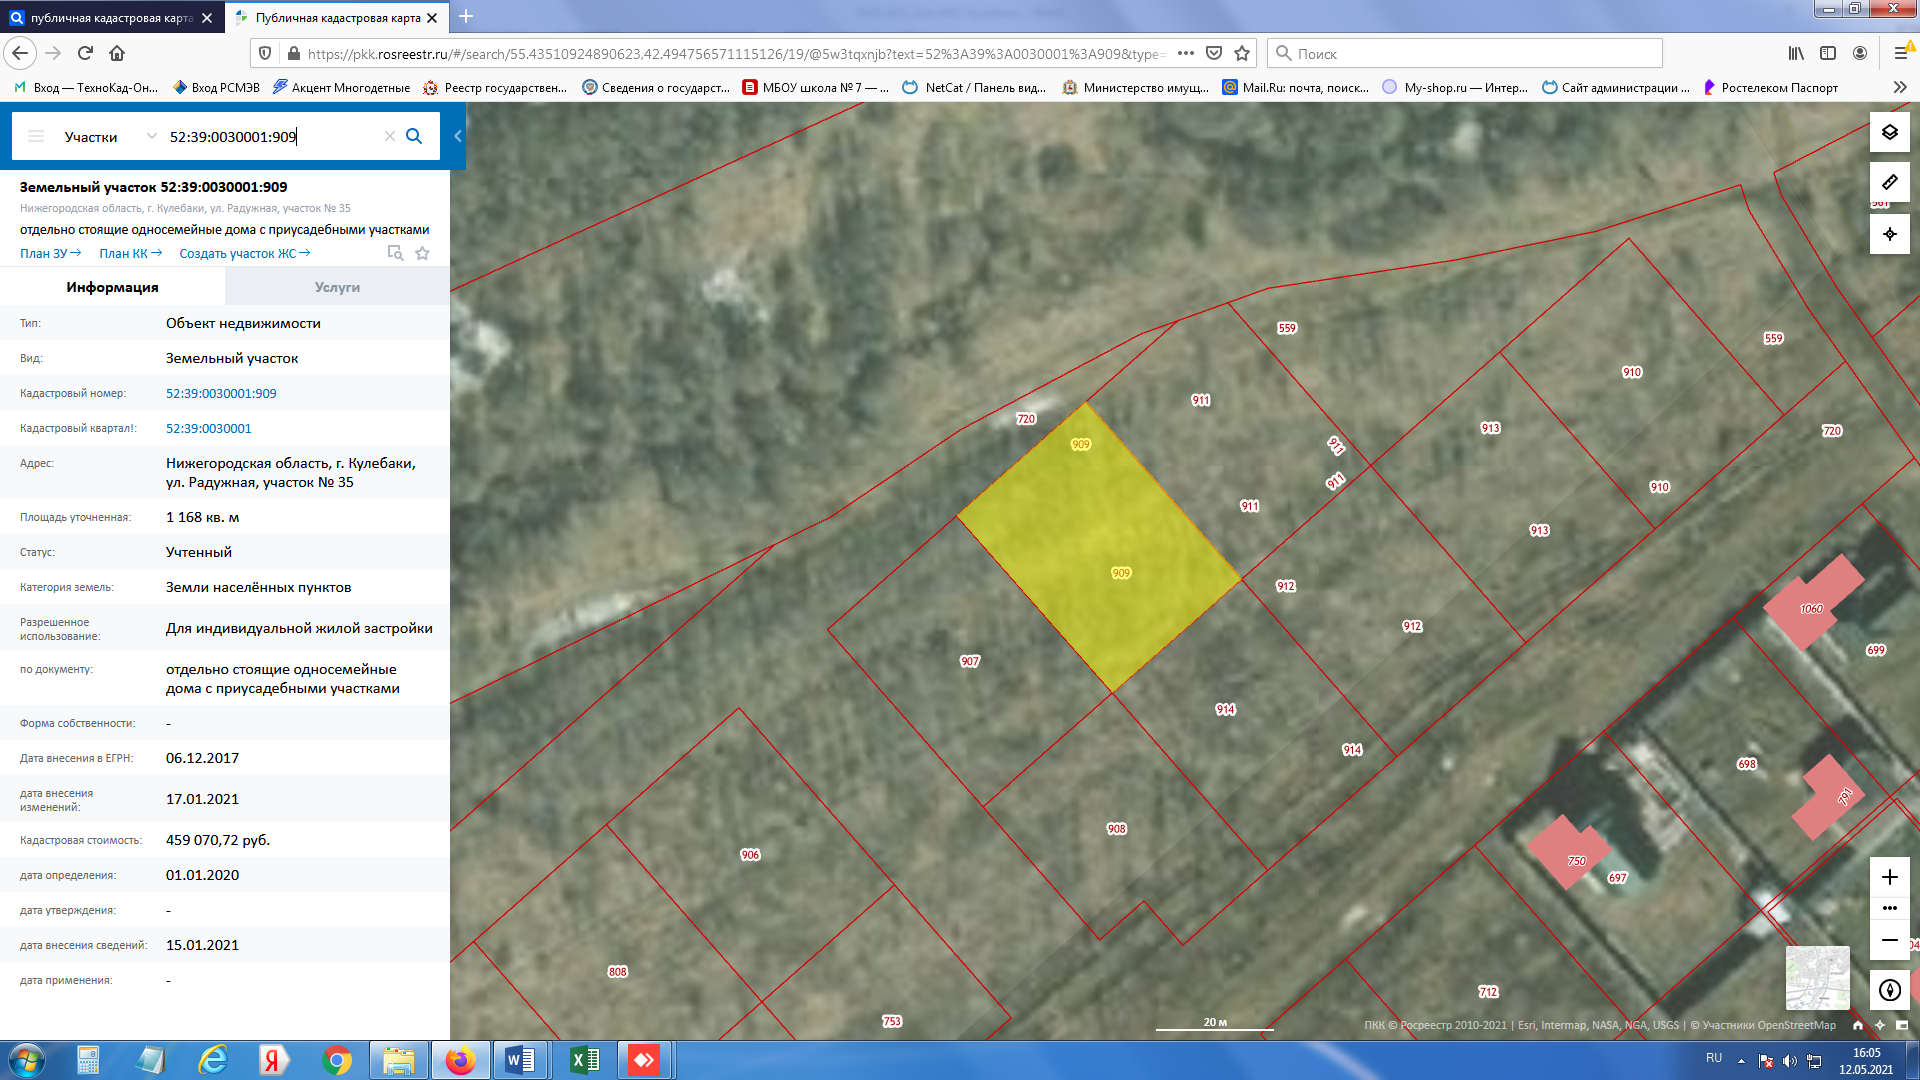 публичная кадастровая карта
Публичная кадастровая карта
https://pkk.rosreestr.ru/#/search/55.43510924890623,42.494756571115126/19/@5w3tqxnjb?text=52%3A39%3A0030001%3A909&type=
Поиск
Вход — ТехноКад-Он...
Вход РСМЭВ
Акцент Многодетные
Реестр государствен...
Сведения о государст...
МБОУ школа № 7 — ...
NetCat / Панель вид...
Министерство имущ...
Mail.Ru: почта, поиск...
My-shop.ru — Интер...
Сайт администрации ...
Ростелеком Паспорт
Участки
52:39:0030001:909
Земельный участок 52:39:0030001:909
Нижегородская область, г. Кулебаки, ул. Радужная, участок № 35
отдельно стоящие односемейные дома с приусадебными участками
План ЗУ→
План КК→
Создать участок ЖС→
Информация
Услуги
Тип:
Объект недвижимости
Вид:
Земельный участок
Кадастровый номер:
52:39:0030001:909
Кадастровый квартал!:
52:39:0030001
Адрес:
Нижегородская область, г. Кулебаки,
ул. Радужная, участок № 35
Площадь уточненная:
1 168 кв. м
Статус:
Учтенный
Категория земель:
Земли населённых пунктов
Разрешенное
использование:
Для индивидуальной жилой застройки
по документу:
отдельно стоящие односемейные
дома с приусадебными участками
Форма собственности:
-
Дата внесения в ЕГРН:
06.12.2017
дата внесения
изменений:
17.01.2021
Кадастровая стоимость:
459 070,72 руб.
дата определения:
01.01.2020
дата утверждения:
-
дата внесения сведений:
15.01.2021
дата применения:
-
561
559
559
910
911
913
720
720
909
911
911
910
911
913
909
912
1060
912
699
907
914
914
698
791
908
906
750
697
808
712
753
20 м
ПКК © Росреестр 2010-2021 | Esri, Intermap, NASA, NGA, USGS | © Участники OpenStreetMap
RU
16:05
12.05.2021